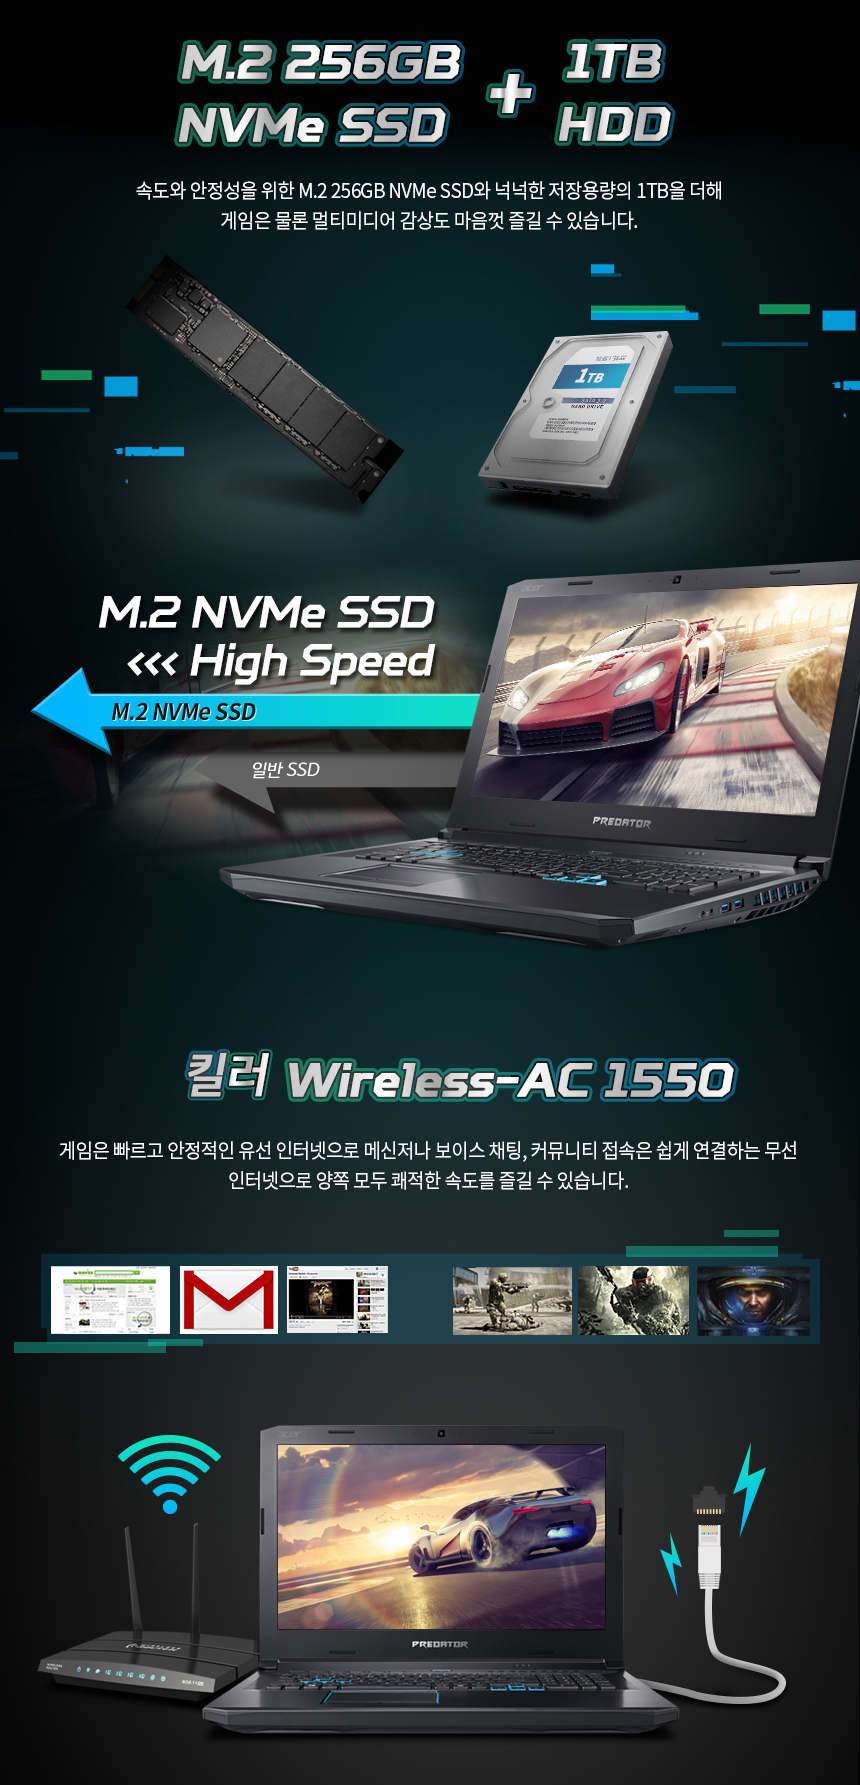 M.2 256GB
NVMe SSD
+
1TB
HDD
속도와 안정성을 위한 M.2 256GB NVMe SSD와 넉넉한 저장용량의 1TB을 더해
게임은 물론 멀티미디어 감상도 마음껏 즐길 수 있습니다.
1TB
SATA 3.0
HARD DRIVE
acer
M.2 NVMe SSD
‹‹‹ High Speed
M.2 NVMe SSD
일반 SSD
PREDATOR
킬러 Wireless-AC 1550
게임은 빠르고 안정적인 유선 인터넷으로 메신저나 보이스 채팅, 커뮤니티 접속은 쉽게 연결하는 무선
인터넷으로 양쪽 모두 쾌적한 속도를 즐길 수 있습니다.
acer
PREDATOR